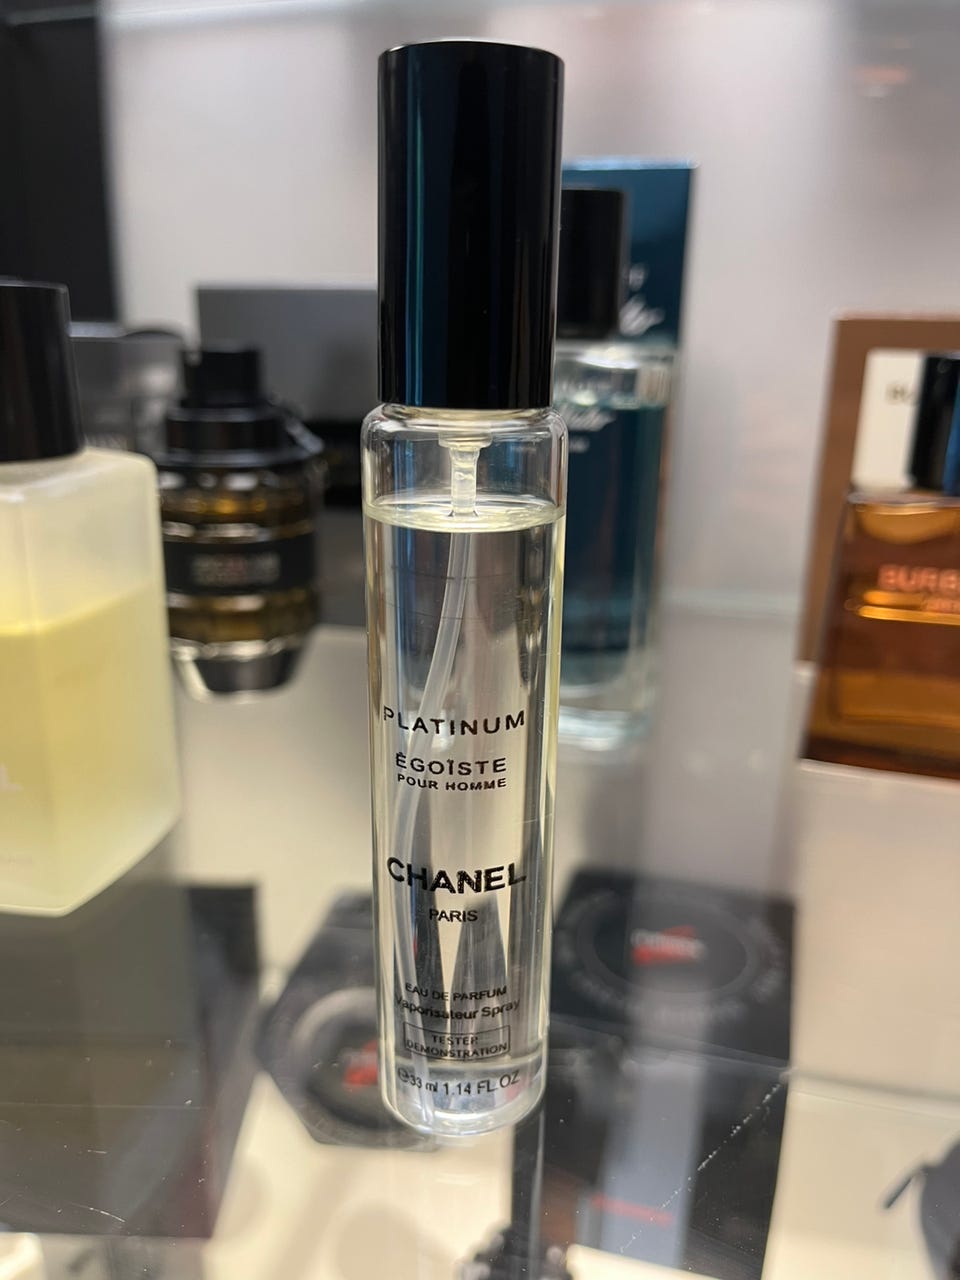 PLATINUM
ÉGOÏSTE
POUR HOMME
CHANEL
PARIS
EAU DE PARFUM
Vaporisateur Spray
TESTER
DEMONSTRATION
℮33 ml 1.14 FL.OZ
BURB